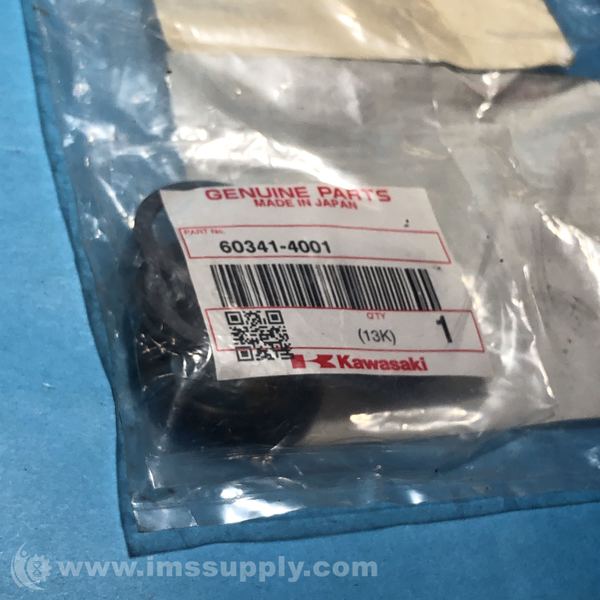 GENUINE PARTS
MADE IN JAPAN
PART No.
60341-4001
QTY
(13K) 1
Kawasaki
www.imssupply.com